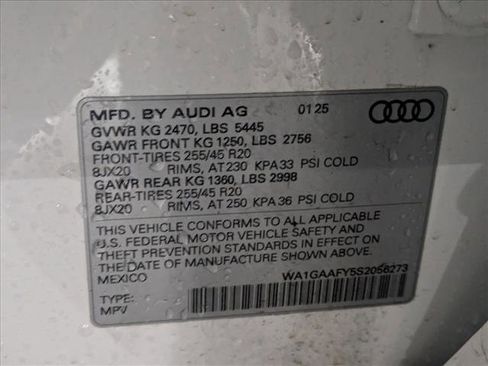 MFD. BY AUDI AG 01 25
GVWR KG 2470, LBS 5445
GAWR FRONT KG 1250, LBS 2756
FRONT-TIRES 255/45 R20
8JX20 RIMS, AT 230 KPA 33 PSI COLD
GAWR REAR KG 1360, LBS 2998
REAR-TIRES 255/45 R20
8JX20 RIMS, AT 250 KPA 36 PSI COLD
THIS VEHICLE CONFORMS TO ALL APPLICABLE
U.S. FEDERAL MOTOR VEHICLE SAFETY AND
THEFT PREVENTION STANDARDS IN EFFECT ON
THE DATE OF MANUFACTURE SHOWN ABOVE.
MEXICO WA1GAAFY5S2056273
TYPE:
MPV